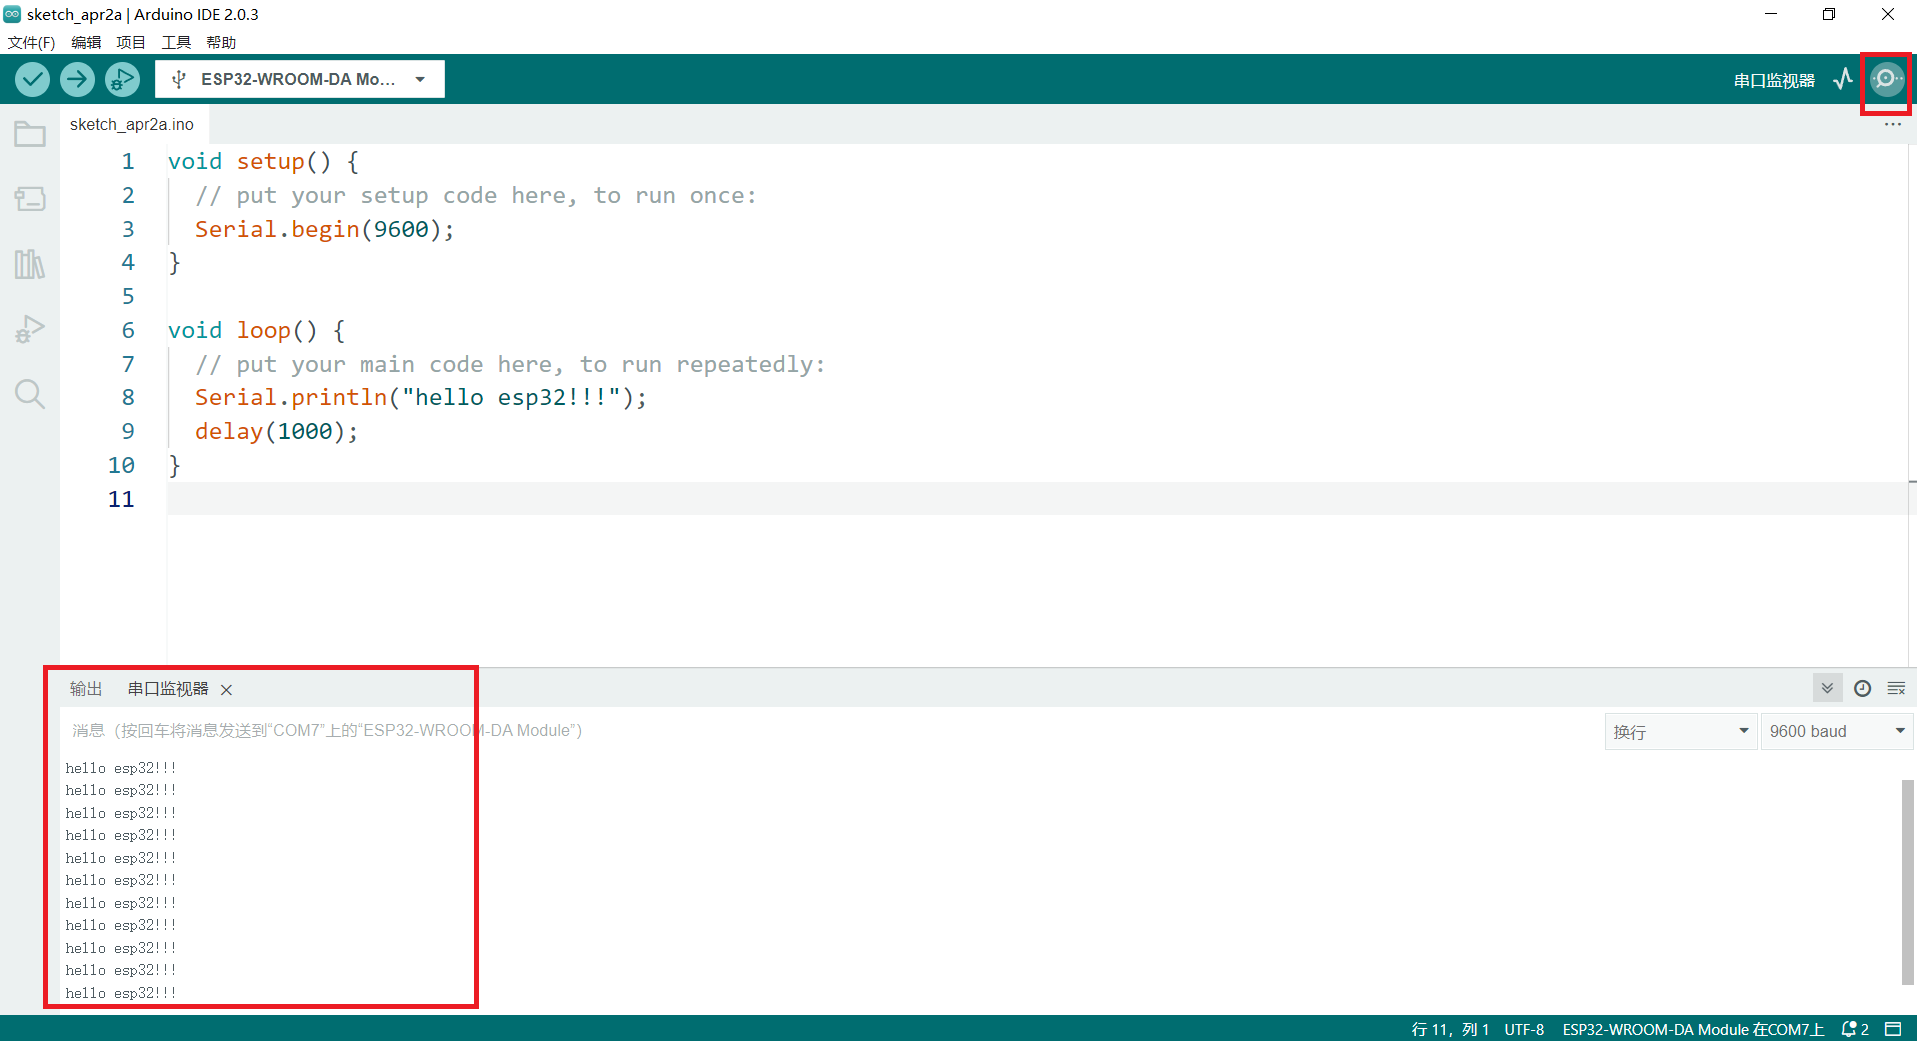 sketch_apr2a | Arduino IDE 2.0.3
文件(F) 编辑 项目 工具 帮助
ESP32-WROOM-DA Mo... 串口监视器
sketch_apr2a.ino
1 void setup() {
2 // put your setup code here, to run once:
3 Serial.begin(9600);
4 }
5
6 void loop() {
7 // put your main code here, to run repeatedly:
8 Serial.println("hello esp32!!!");
9 delay(1000);
10 }
11
输出 串口监视器
消息（按回车将消息发送到“COM7”上的“ESP32-WROOM-DA Module”） 换行 9600 baud
hello esp32!!!
hello esp32!!!
hello esp32!!!
hello esp32!!!
hello esp32!!!
hello esp32!!!
hello esp32!!!
hello esp32!!!
hello esp32!!!
hello esp32!!!
hello esp32!!!
行 11，列 1 UTF-8 ESP32-WROOM-DA Module 在COM7上 2